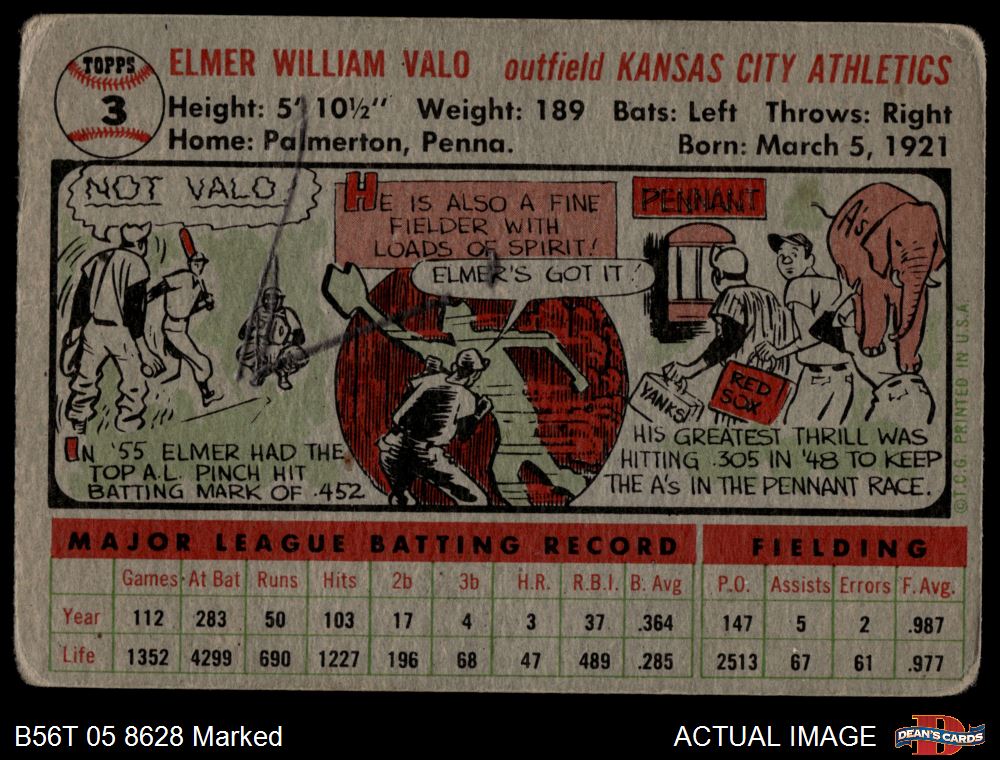 TOPPS
3
ELMER WILLIAM VALO outfield KANSAS CITY ATHLETICS
Height: 5' 10½" Weight: 189 Bats: Left Throws: Right
Home: Palmerton, Penna. Born: March 5, 1921
NOT VALO
IN '55 ELMER HAD THE
TOP A.L. PINCH HIT
BATTING MARK OF .452
HE IS ALSO A FINE
FIELDER WITH
LOADS OF SPIRIT!
ELMER'S GOT IT!
PENNANT
A's
YANKS
RED
SOX
HIS GREATEST THRILL WAS
HITTING .305 IN '48 TO KEEP
THE A's IN THE PENNANT RACE.
©T.C.G. PRINTED IN U.S.A.
MAJOR LEAGUE BATTING RECORD FIELDING
Games At Bat Runs Hits 2b 3b H.R. R.B.I. B. Avg P.O. Assists Errors F. Avg.
Year 112 283 50 103 17 4 3 37 .364 147 5 2 .987
Life 1352 4299 690 1227 196 68 47 489 .285 2513 67 61 .977
B56T 05 8628 Marked ACTUAL IMAGE
DEAN'S CARDS